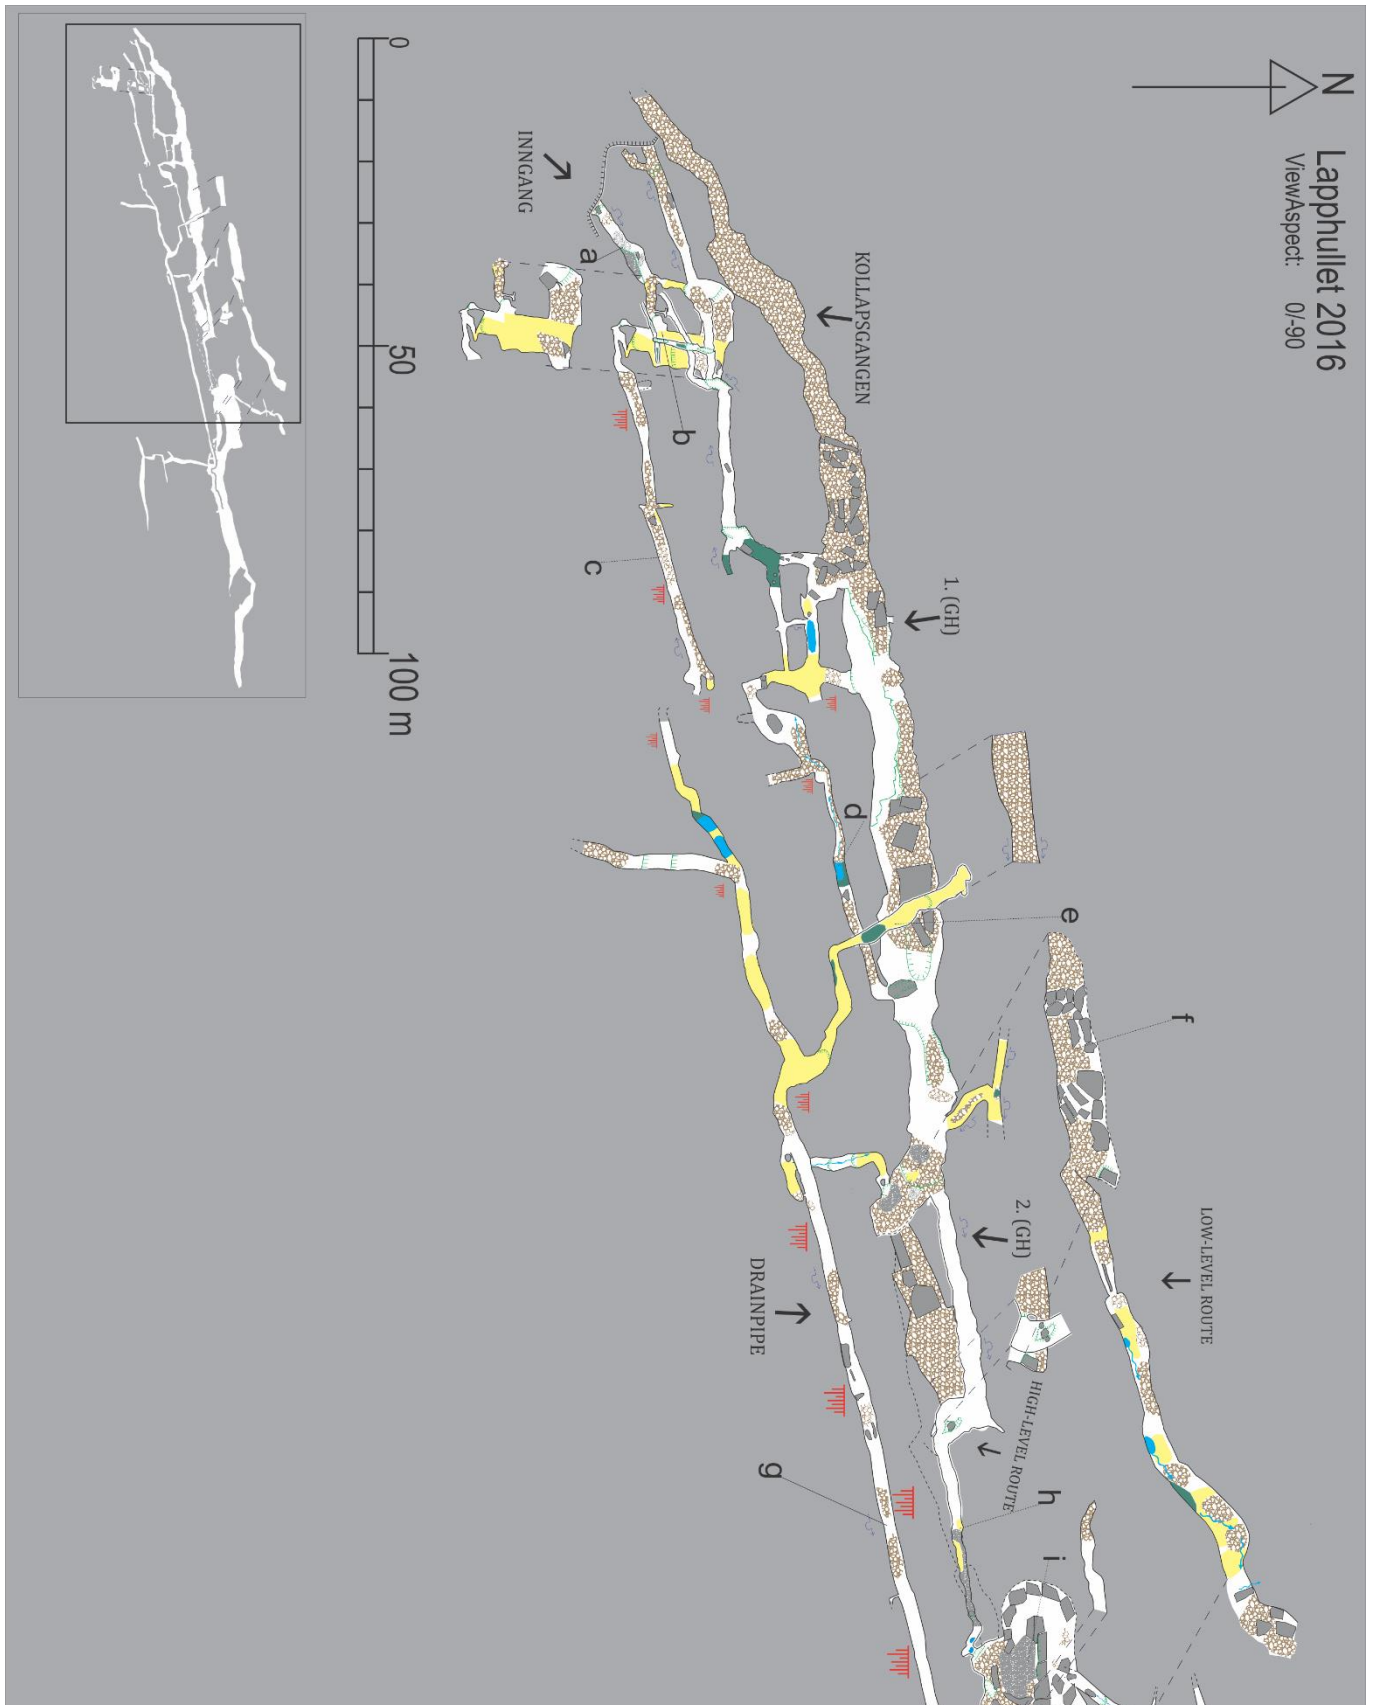 N
Lapphullet 2016
ViewAspect: 0/-90
0
50
100 m
INNGANG
KOLLAPSGANGEN
a
b
c
1. (GH)
d
e
f
LOW-LEVEL ROUTE
2. (GH)
DRAINPIPE
HIGH-LEVEL ROUTE
g
h
i